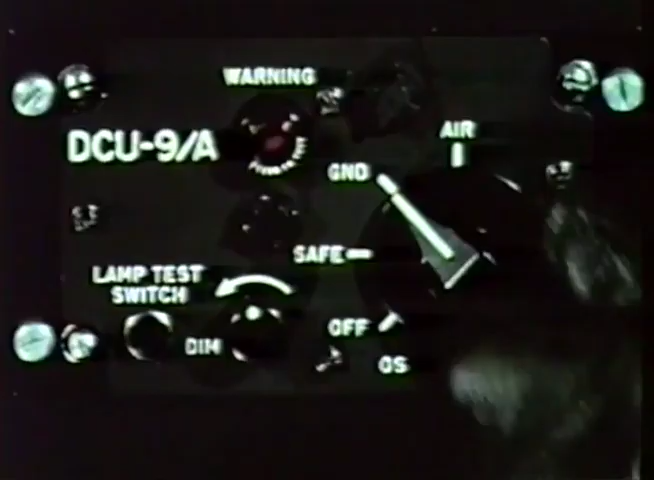 WARNING
DCU-9/A
AIR
GND
SAFE
LAMP TEST
SWITCH
DIM
OFF
OS